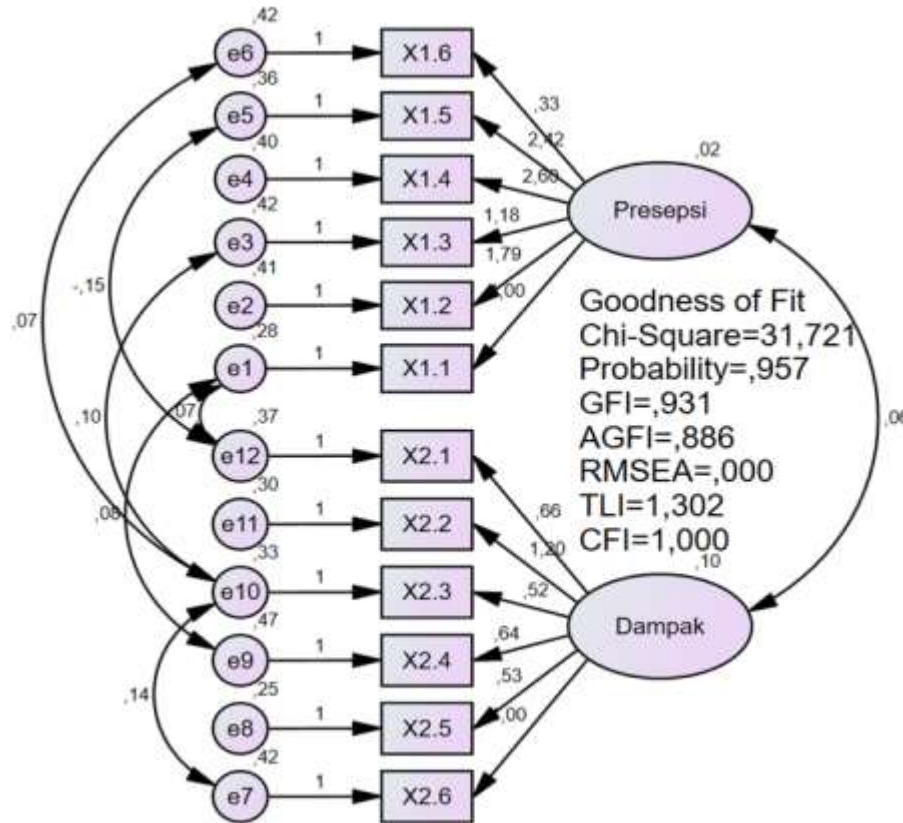 ,42
e6 1 X1.6
,36
e5 1 X1.5
,40
e4 1 X1.4
,42
e3 1 X1.3
,41
e2 1 X1.2
,28
e1 1 X1.1
,37
e12 1 X2.1
,30
e11 1 X2.2
,33
e10 1 X2.3
,47
e9 1 X2.4
,25
e8 1 X2.5
,42
e7 1 X2.6
,07
-,15
,10
,07
,08
,14
,33
2,42
1,18
1,79
,00
,02
Presepsi
Goodness of Fit
Chi-Square=31,721
Probability=,957
GFI=,931
AGFI=,886
RMSEA=,000
TLI=1,302
CFI=1,000
,66
1,20
,52
,64
,53
,00
,10
Dampak